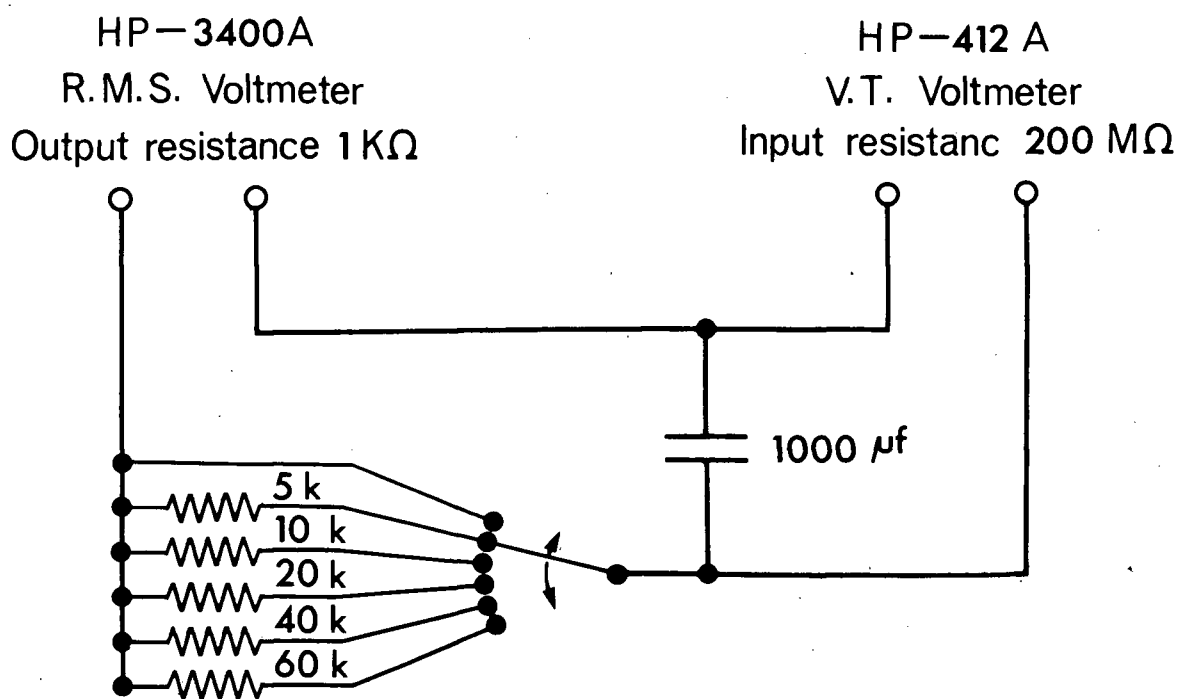 HP-3400A
R.M.S. Voltmeter
Output resistance 1 KΩ
HP-412 A
V.T. Voltmeter
Input resistanc 200 MΩ
1000 μf
5 k
10 k
20 k
40 k
60 k